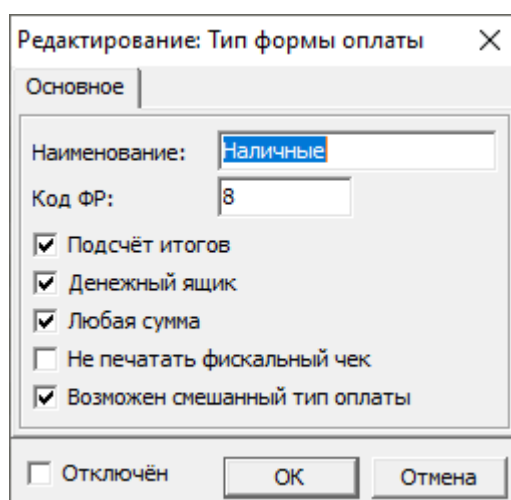 Редактирование: Тип формы оплаты
Основное
Наименование: Наличные
Код ФР: 8
Подсчёт итогов
Денежный ящик
Любая сумма
Не печатать фискальный чек
Возможен смешанный тип оплаты
Отключён ОК Отмена